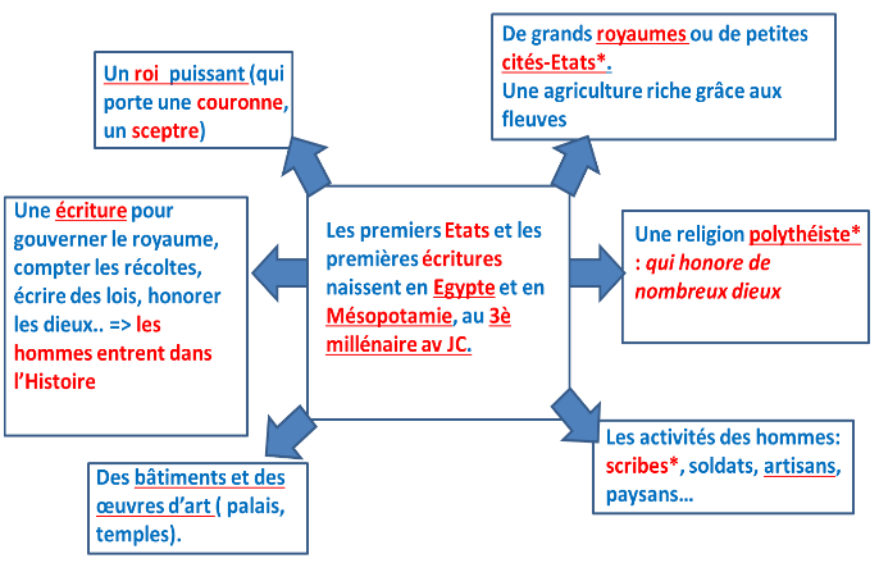 Un roi puissant (qui
porte une couronne,
un sceptre)
De grands royaumes ou de petites
cités-Etats*.
Une agriculture riche grâce aux
fleuves
Une écriture pour
gouverner le royaume,
compter les récoltes,
écrire des lois, honorer
les dieux.. => les
hommes entrent dans
l'Histoire
Les premiers Etats et les
premières écritures
naissent en Egypte et en
Mésopotamie, au 3è
millénaire av JC.
Une religion polythéiste*
: qui honore de
nombreux dieux
Des bâtiments et des
œuvres d'art ( palais,
temples).
Les activités des hommes:
scribes*, soldats, artisans,
paysans…